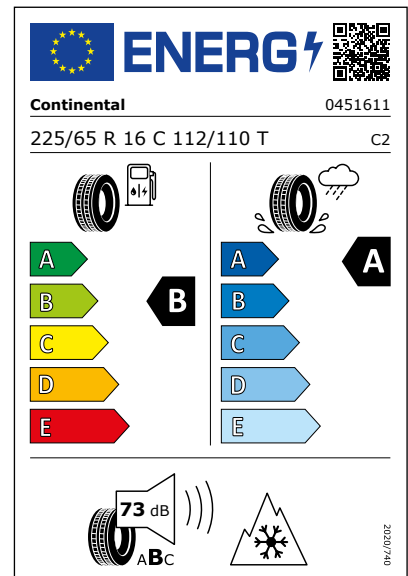 ENERG
Continental 0451611
225/65 R 16 C 112/110 T C2
A
B
C
D
E
B
A
B
C
D
E
A
73 dB
ABC
2020/740